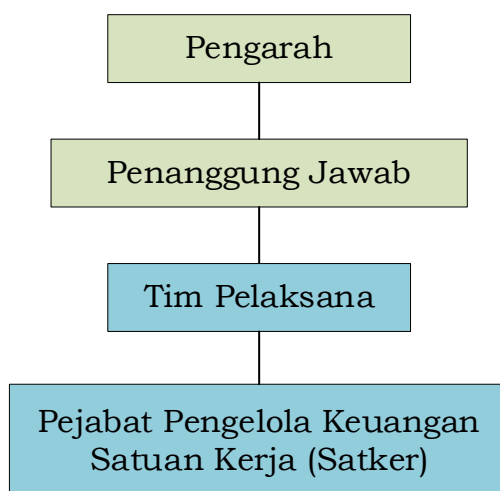 Pengarah
Penanggung Jawab
Tim Pelaksana
Pejabat Pengelola Keuangan
Satuan Kerja (Satker)